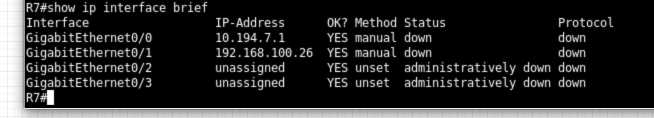 R7#show ip interface brief
Interface                  IP-Address      OK? Method Status                Protocol
GigabitEthernet0/0         10.194.7.1      YES manual down                  down
GigabitEthernet0/1         192.168.100.26  YES manual down                  down
GigabitEthernet0/2         unassigned      YES unset  administratively down down
GigabitEthernet0/3         unassigned      YES unset  administratively down down
R7#